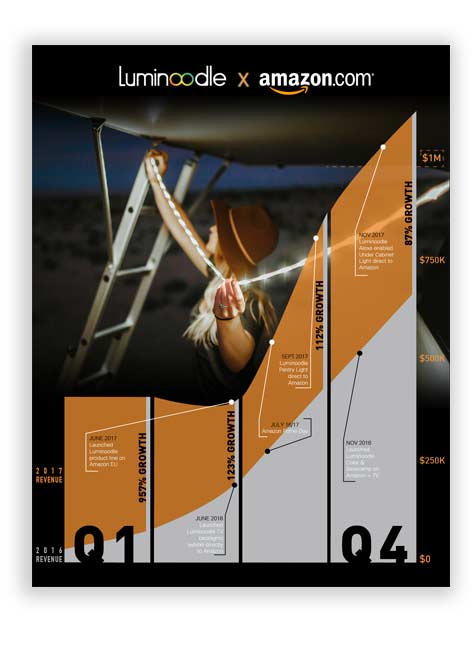 Luminoodle x amazon.com
$1M
87% GROWTH
NOV 2017
Luminoodle
Alexa enabled
Under Cabinet
Light direct to
Amazon
$750K
112% GROWTH
SEPT 2017
Luminoodle
Pantry Light
direct to
Amazon
$500K
JULY 16/17
Amazon Prime Day
123% GROWTH
JUNE 2017
Launched
Luminoodle
product line on
Amazon EU
957% GROWTH
NOV 2016
Launched
Luminoodle
Color &
Basecamp on
Amazon + TV
$250K
2017
REVENUE
JUNE 2016
Launched
Luminoodle TV
backlights
directly
to Amazon
2016
REVENUE
Q1
Q4
$0